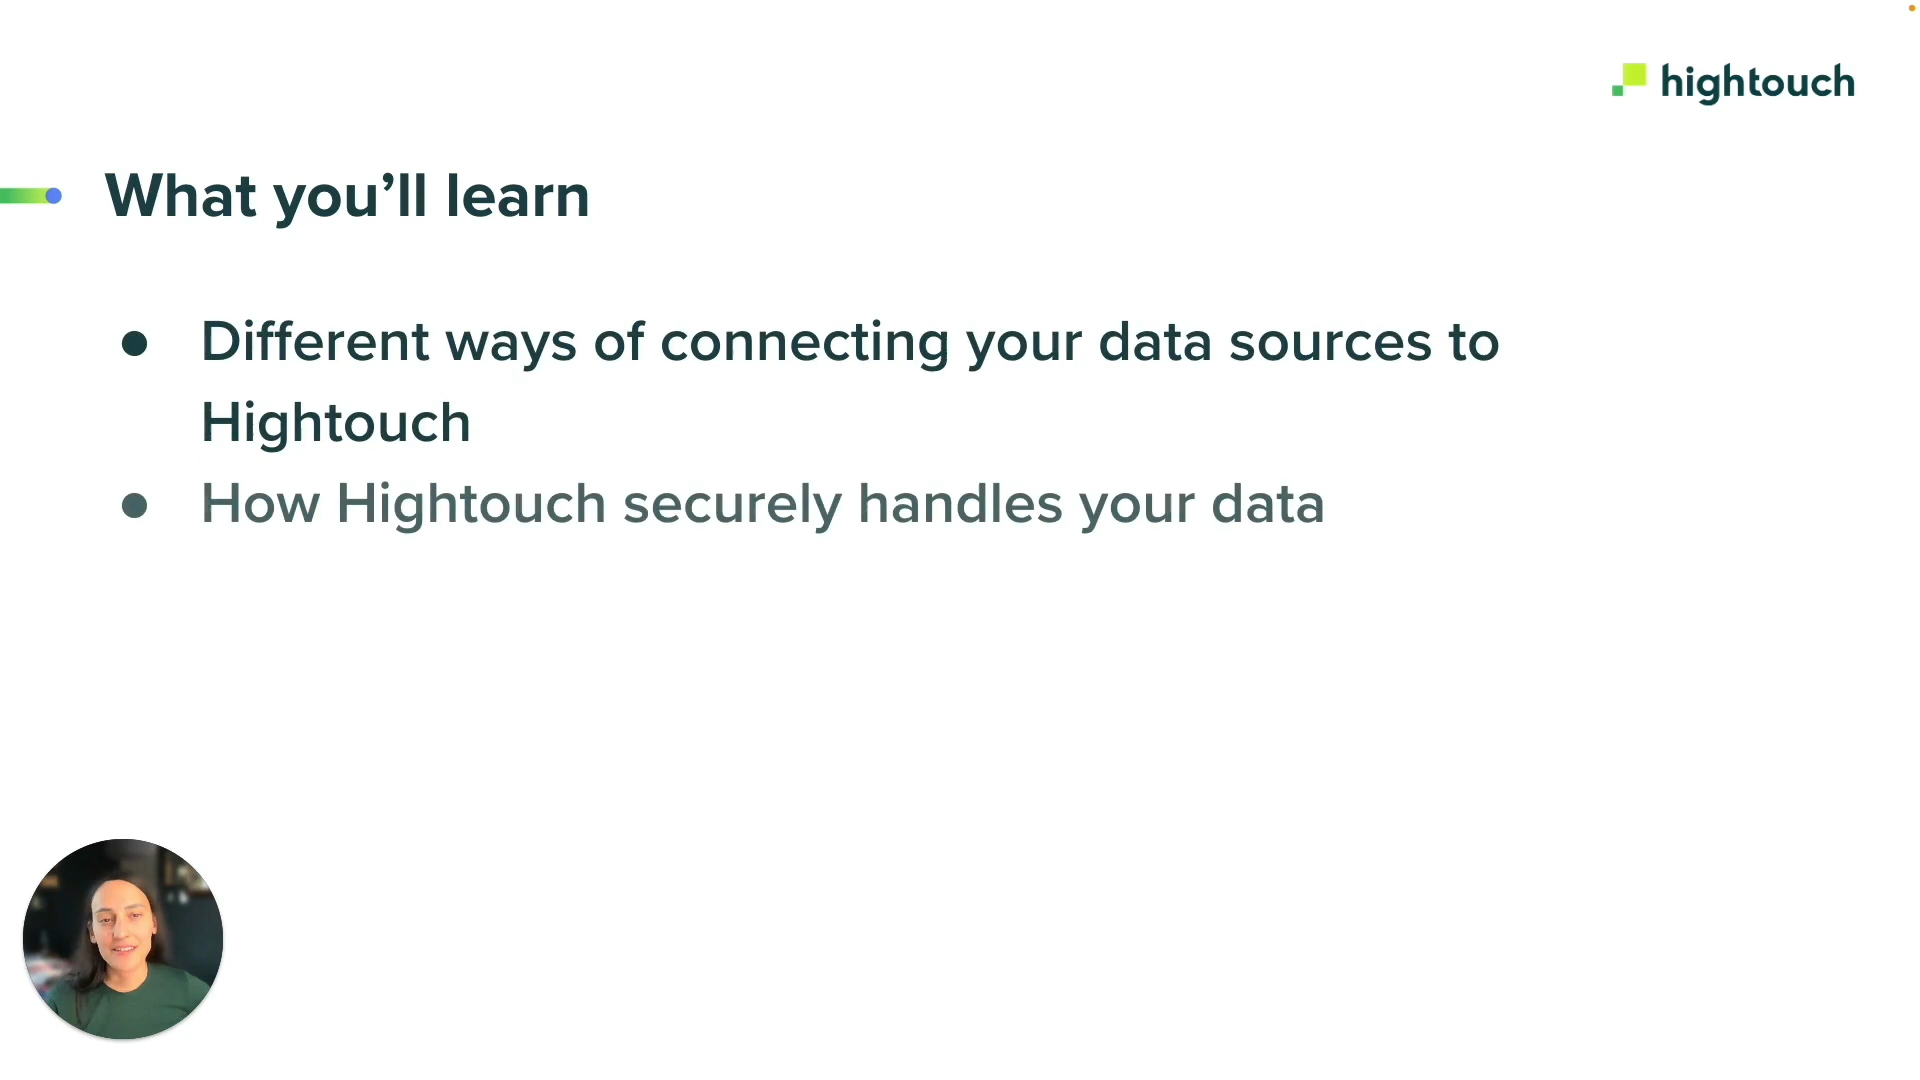 hightouch
What you’ll learn
● Different ways of connecting your data sources to
Hightouch
● How Hightouch securely handles your data